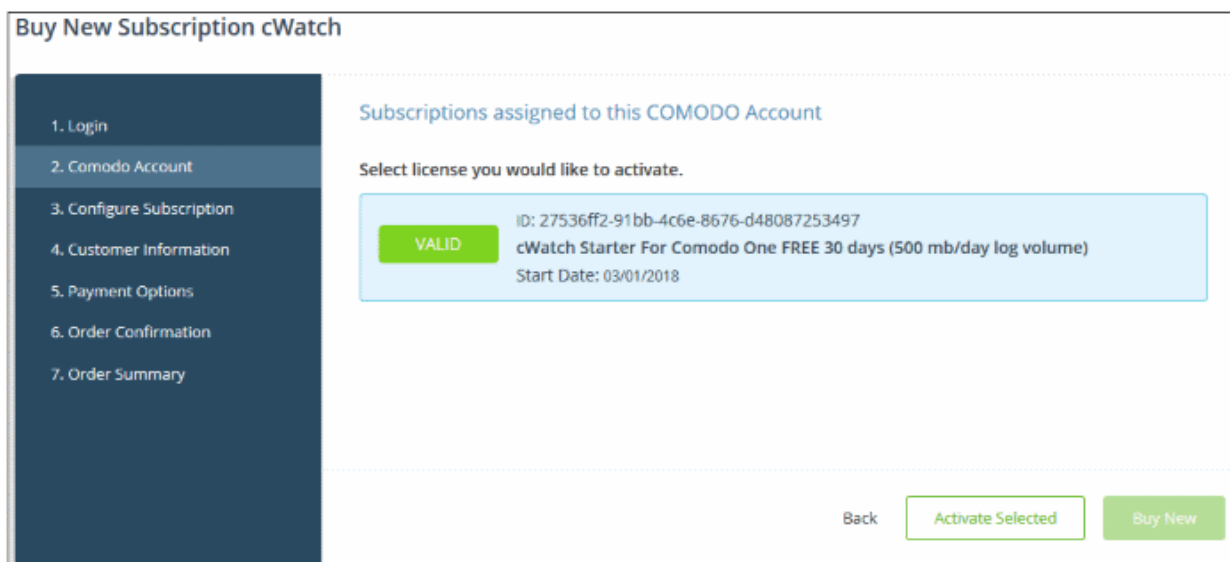 Buy New Subscription cWatch
1. Login
2. Comodo Account
3. Configure Subscription
4. Customer Information
5. Payment Options
6. Order Confirmation
7. Order Summary
Subscriptions assigned to this COMODO Account
Select license you would like to activate.
VALID
ID: 27536ff2-91bb-4c6e-8676-d48087253497
cWatch Starter For Comodo One FREE 30 days (500 mb/day log volume)
Start Date: 03/01/2018
Back
Activate Selected
Buy New